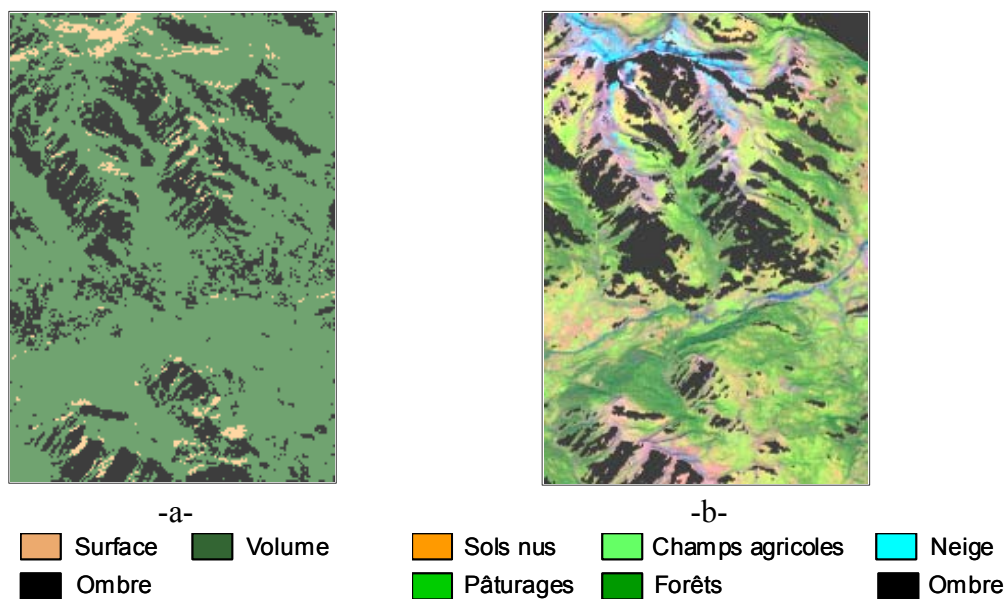 -a-
-b-
Surface Volume
Ombre
Sols nus Champs agricoles Neige
Pâturages Forêts Ombre